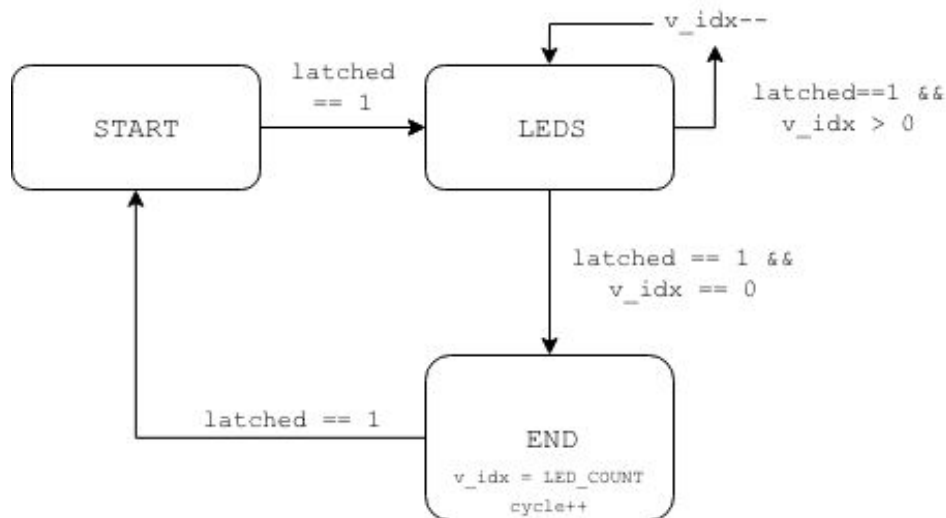 v_idx--
latched
== 1
START
LEDS
latched==1 &&
v_idx > 0
latched == 1 &&
v_idx == 0
latched == 1
END
v_idx = LED_COUNT
cycle++